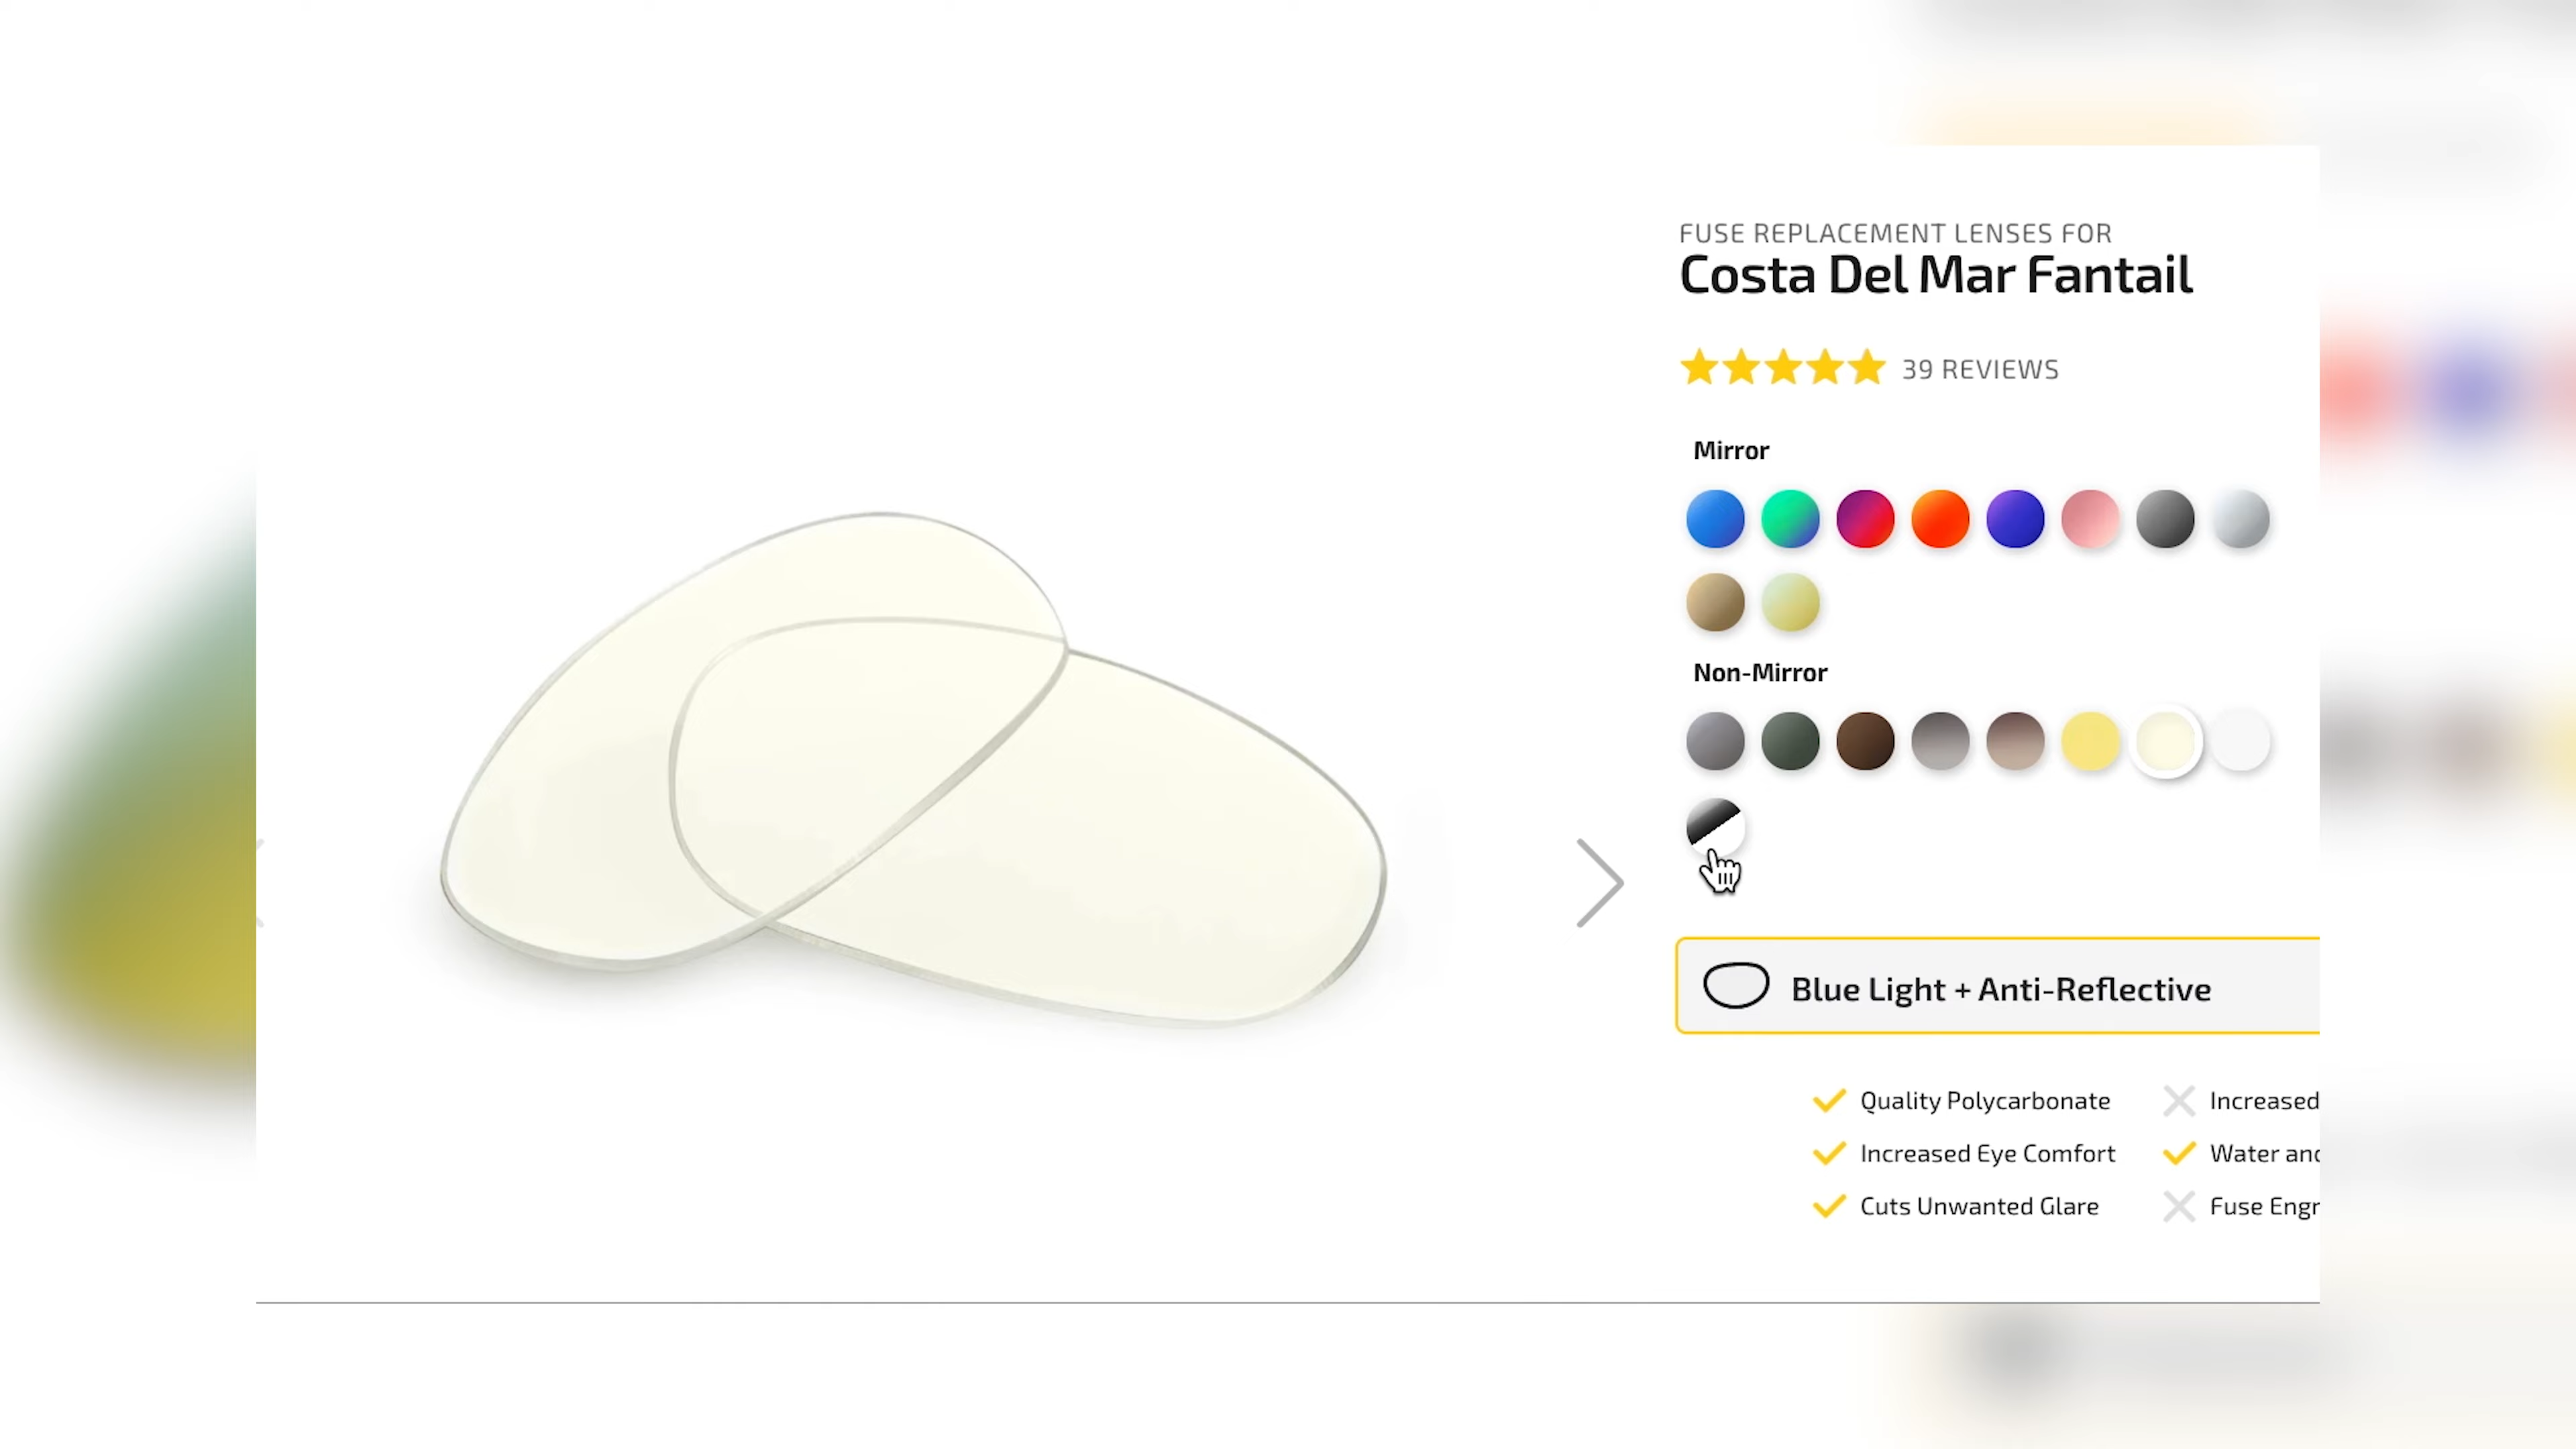 FUSE REPLACEMENT LENSES FOR
Costa Del Mar Fantail
39 REVIEWS
Mirror
Non-Mirror
Blue Light + Anti-Reflective
Quality Polycarbonate
Increased
Increased Eye Comfort
Water and
Cuts Unwanted Glare
Fuse